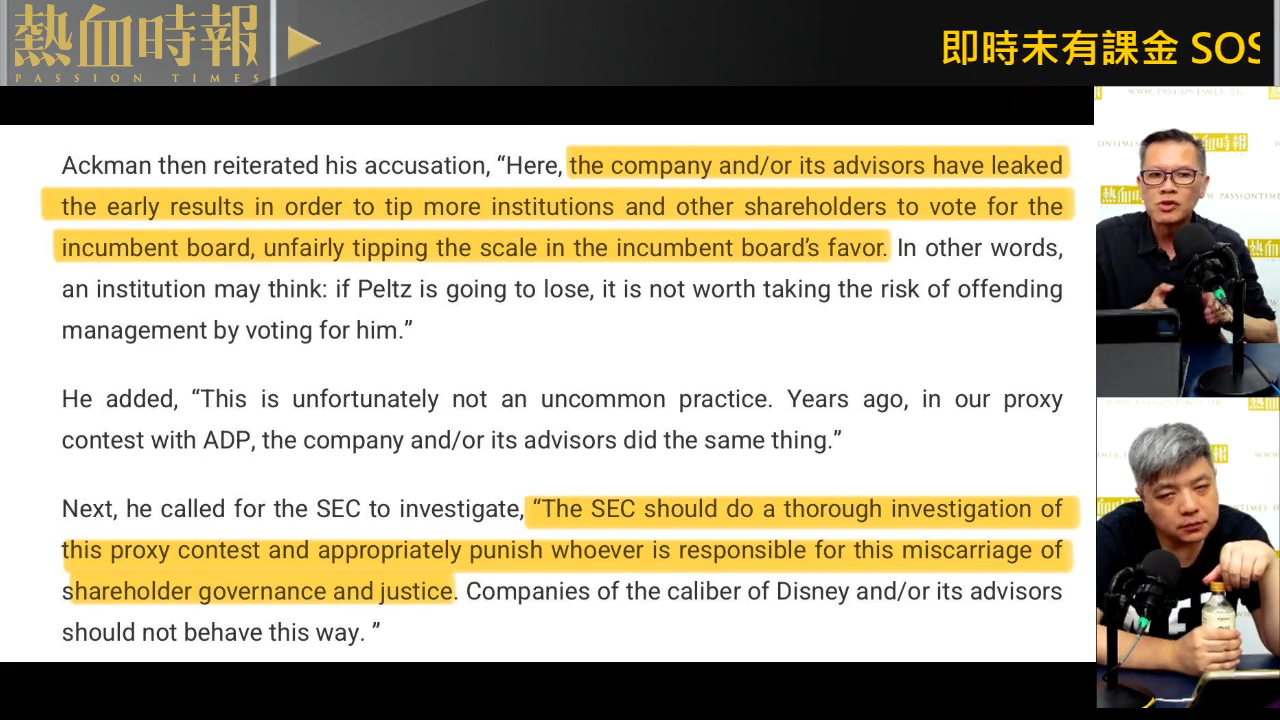 熱血時報
PASSION TIMES
即時未有課金 SOS
Ackman then reiterated his accusation, “Here, the company and/or its advisors have leaked
the early results in order to tip more institutions and other shareholders to vote for the
incumbent board, unfairly tipping the scale in the incumbent board’s favor. In other words,
an institution may think: if Peltz is going to lose, it is not worth taking the risk of offending
management by voting for him.”
He added, “This is unfortunately not an uncommon practice. Years ago, in our proxy
contest with ADP, the company and/or its advisors did the same thing.”
Next, he called for the SEC to investigate, “The SEC should do a thorough investigation of
this proxy contest and appropriately punish whoever is responsible for this miscarriage of
shareholder governance and justice. Companies of the caliber of Disney and/or its advisors
should not behave this way. ”